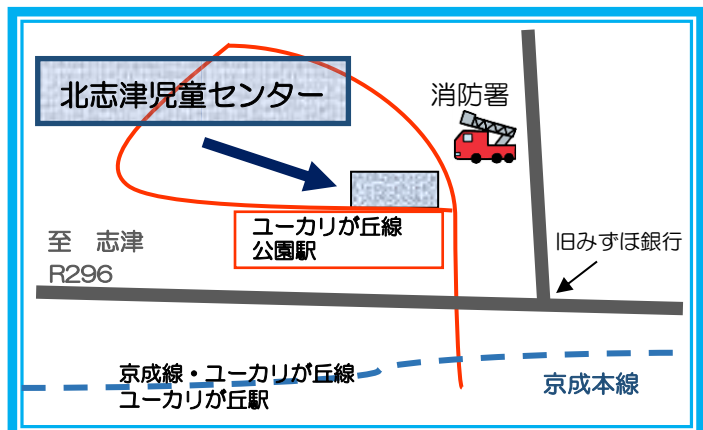 北志津児童センター
消防署
ユーカリが丘線
公園駅
至　志津
R296
旧みずほ銀行
京成線・ユーカリが丘線
ユーカリが丘駅
京成本線